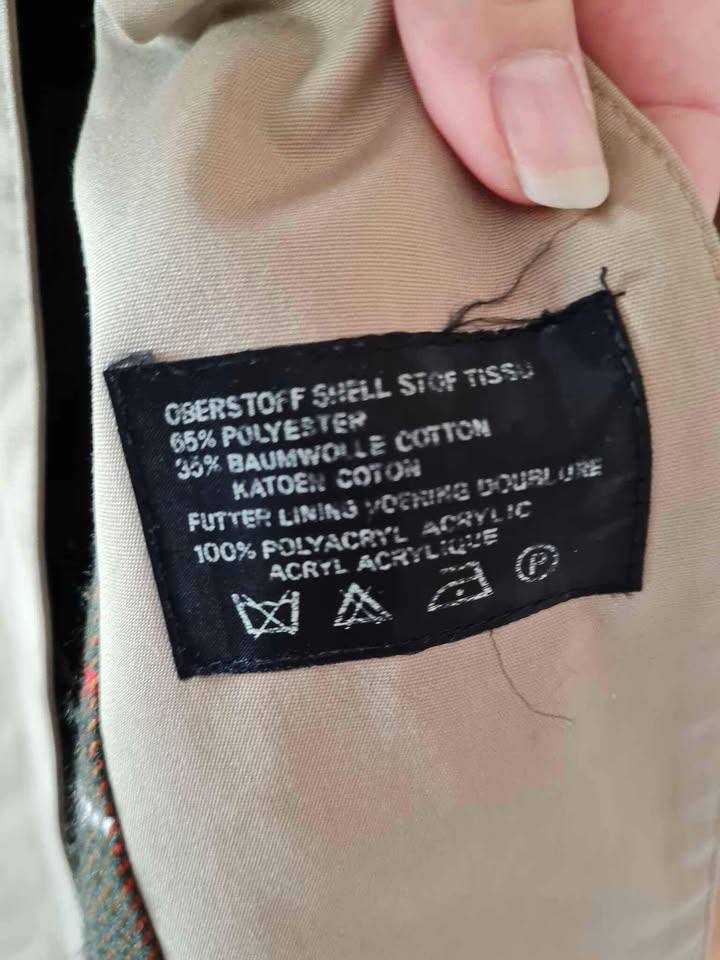 OBERSTOFF SHELL STOF TISSU
65% POLYESTER
35% BAUMWOLLE COTTON
KATOEN COTON
FUTTER LINING VOERING DOUBLURE
100% POLYACRYL ACRYLIC
ACRYL ACRYLIQUE
P